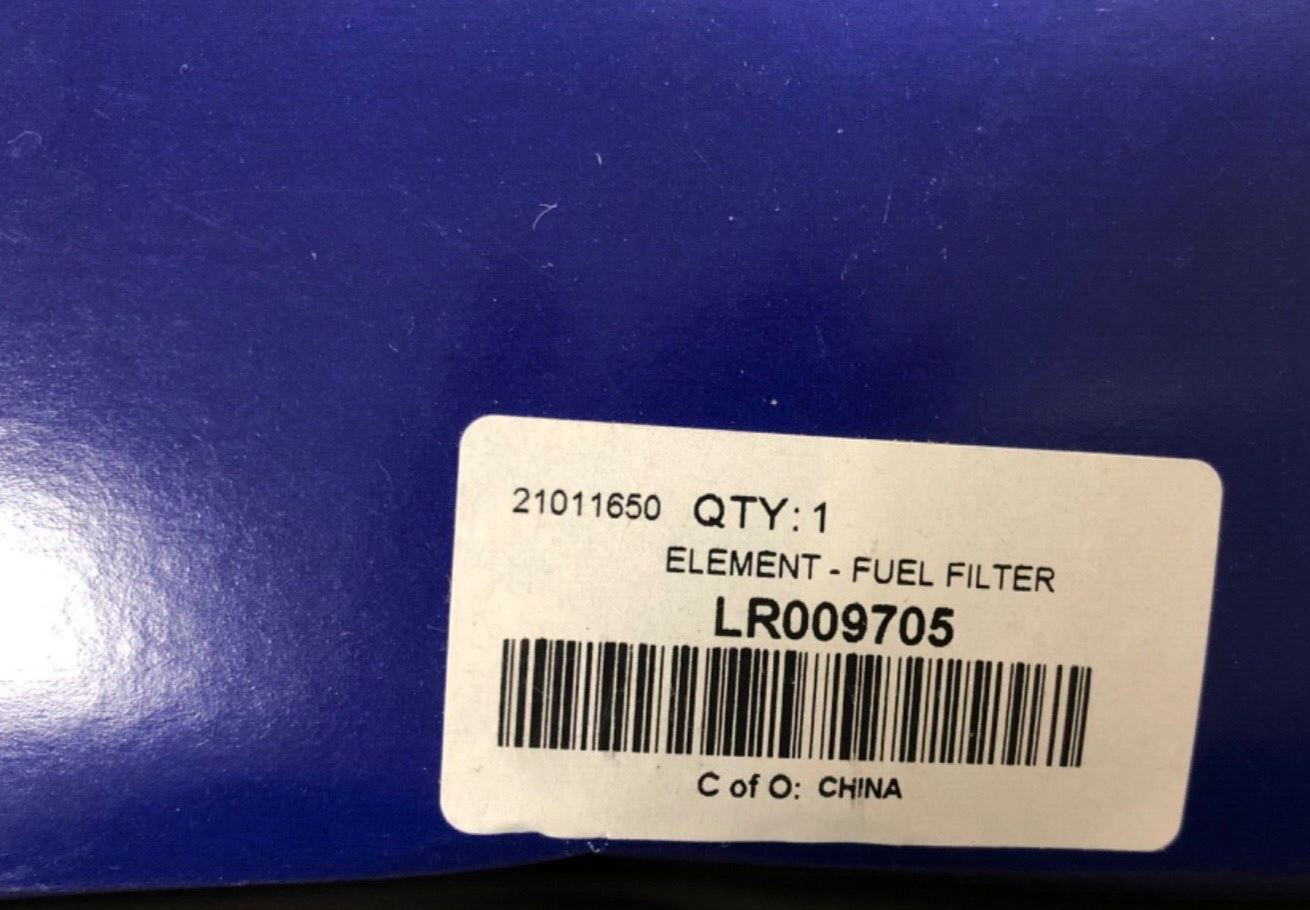 21011650 QTY: 1
ELEMENT - FUEL FILTER
LR009705
C of O: CHINA